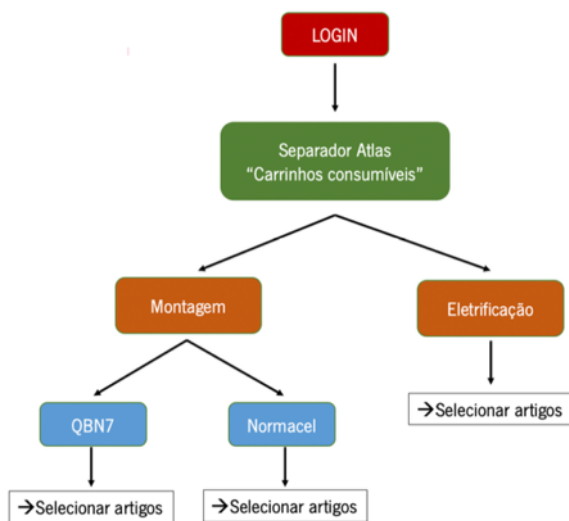 LOGIN
Separador Atlas
“Carrinhos consumíveis”
Montagem
Eletrificação
QBN7
Normacel
→Selecionar artigos
→Selecionar artigos
→Selecionar artigos